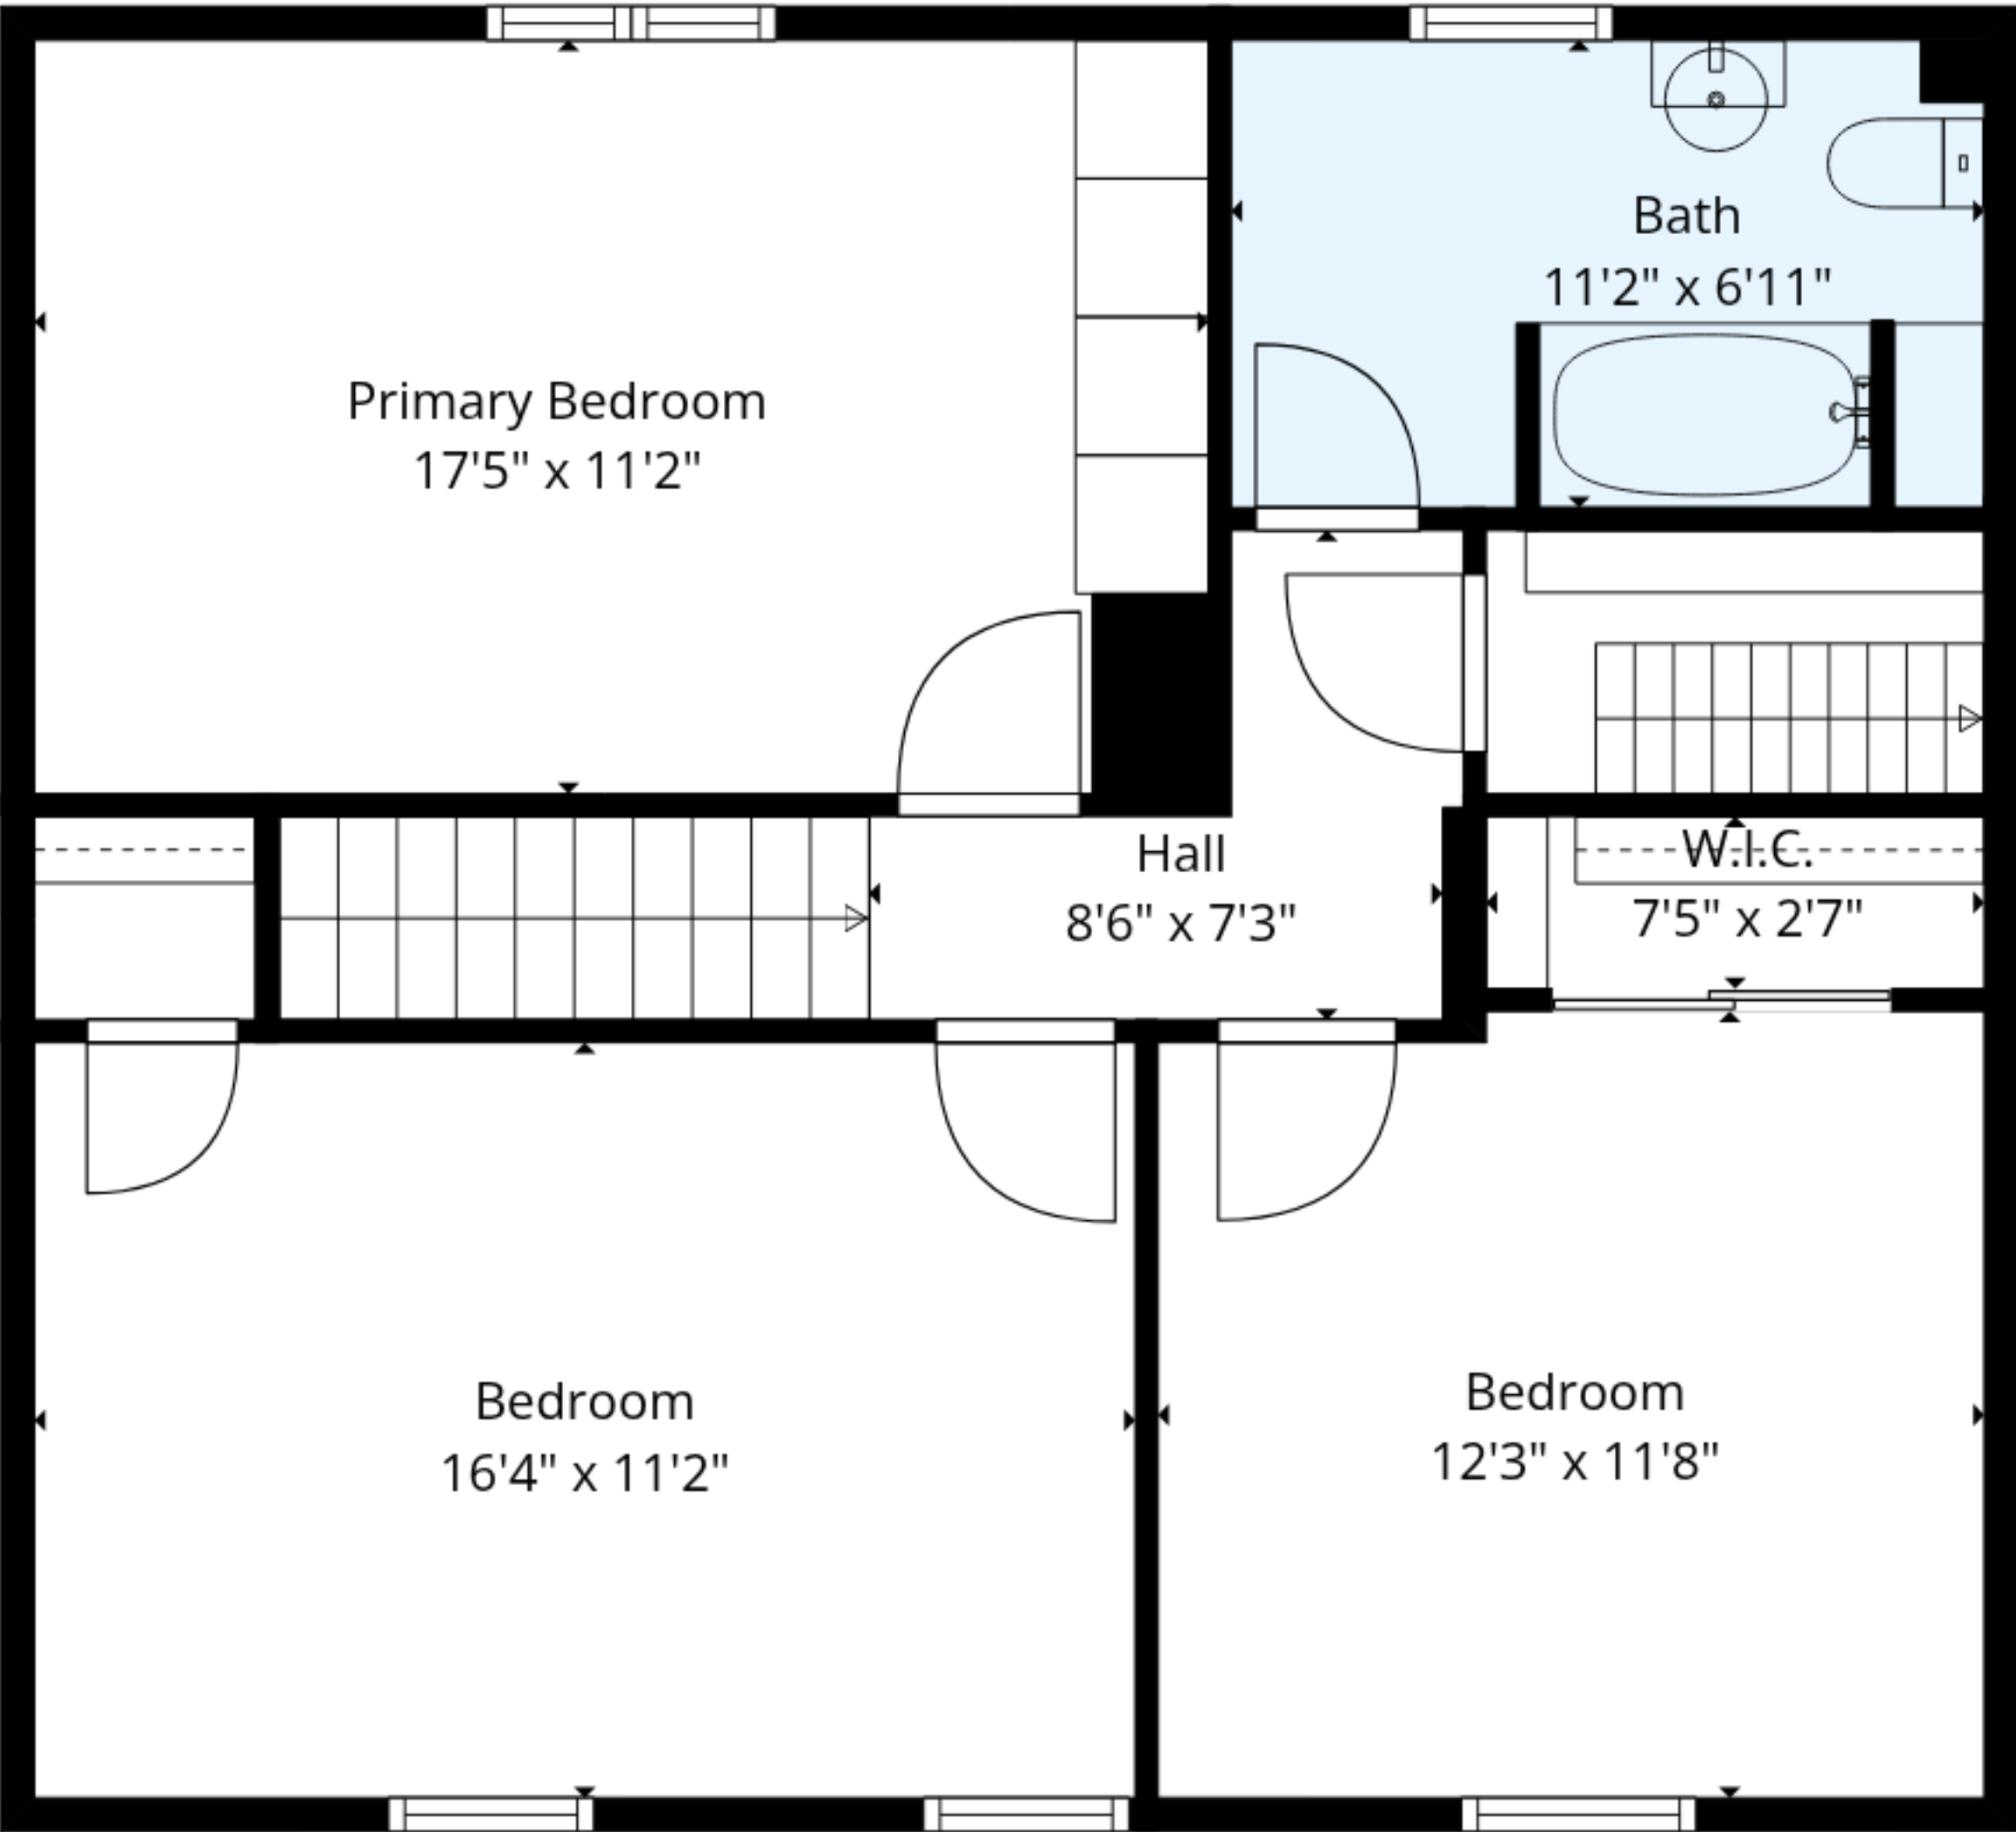 Primary Bedroom
17'5" x 11'2"
Bath
11'2" x 6'11"
Hall
8'6" x 7'3"
W.I.C.
7'5" x 2'7"
Bedroom
16'4" x 11'2"
Bedroom
12'3" x 11'8"